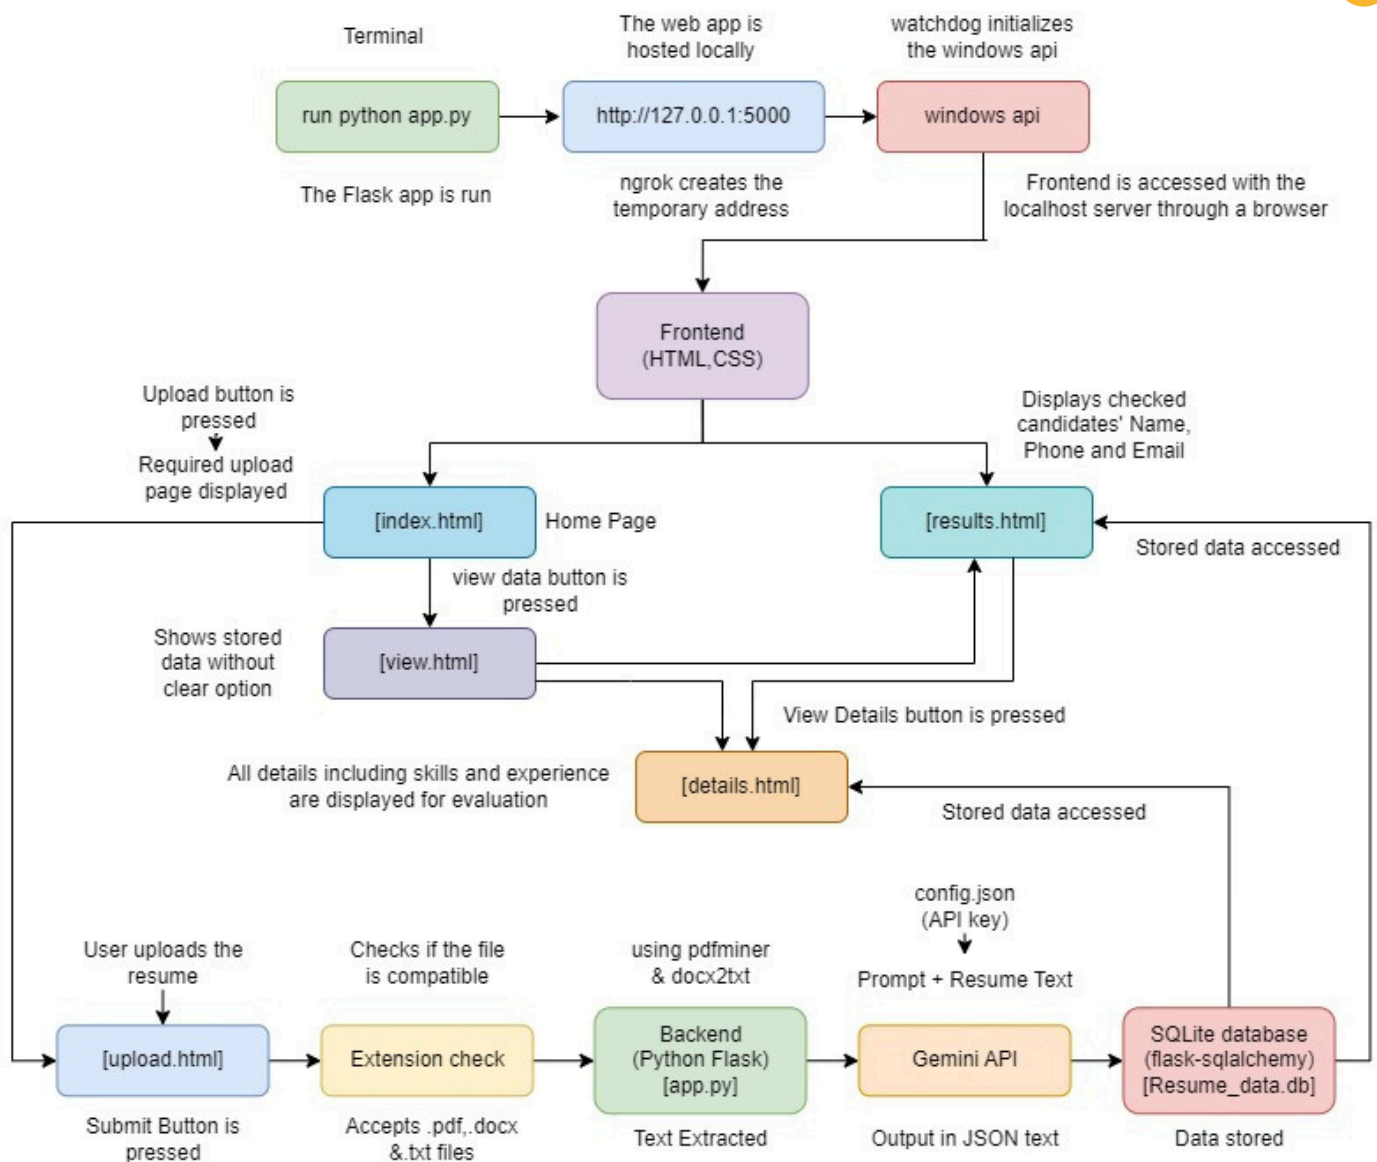 Terminal
The web app is
hosted locally
watchdog initializes
the windows api
run python app.py
http://127.0.0.1:5000
windows api
The Flask app is run
ngrok creates the
temporary address
Frontend is accessed with the
localhost server through a browser
Frontend
(HTML,CSS)
Upload button is
pressed
Required upload
page displayed
Displays checked
candidates' Name,
Phone and Email
[index.html]
Home Page
[results.html]
Stored data accessed
view data button is
pressed
Shows stored
data without
clear option
[view.html]
View Details button is pressed
All details including skills and experience
are displayed for evaluation
[details.html]
Stored data accessed
config.json
(API key)
User uploads the
resume
Checks if the file
is compatible
using pdfminer
& docx2txt
Prompt + Resume Text
[upload.html]
Extension check
Backend
(Python Flask)
[app.py]
Gemini API
SQLite database
(flask-sqlalchemy)
[Resume_data.db]
Submit Button is
pressed
Accepts .pdf,.docx
&.txt files
Text Extracted
Output in JSON text
Data stored